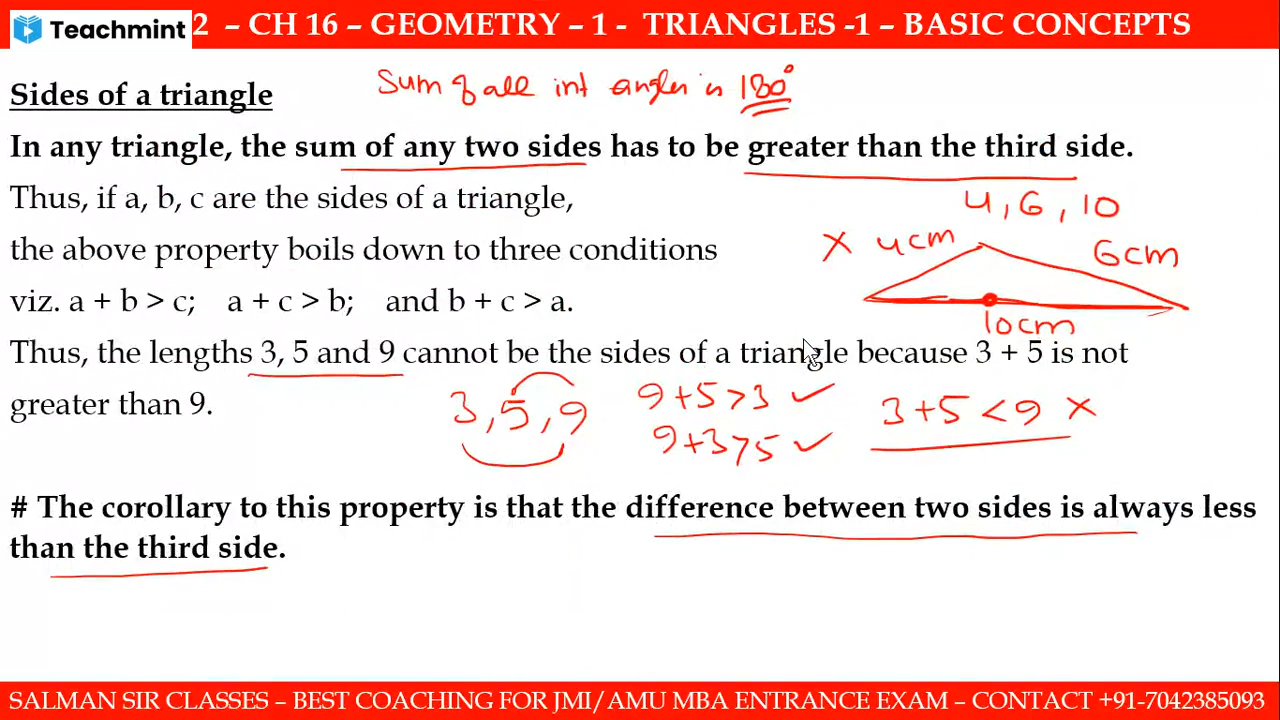 Teachmint 2 – CH 16 – GEOMETRY – 1 - TRIANGLES -1 – BASIC CONCEPTS
Sides of a triangle
Sum of all int angles is 180°
In any triangle, the sum of any two sides has to be greater than the third side.
Thus, if a, b, c are the sides of a triangle,
4, 6, 10
the above property boils down to three conditions
X 4cm 6cm
viz. a + b > c; a + c > b; and b + c > a.
10cm
Thus, the lengths 3, 5 and 9 cannot be the sides of a triangle because 3 + 5 is not
greater than 9.
3, 5, 9
9+5>3 ✓
9+3>5 ✓
3+5<9 X
# The corollary to this property is that the difference between two sides is always less
than the third side.
SALMAN SIR CLASSES – BEST COACHING FOR JMI/AMU MBA ENTRANCE EXAM – CONTACT +91-7042385093